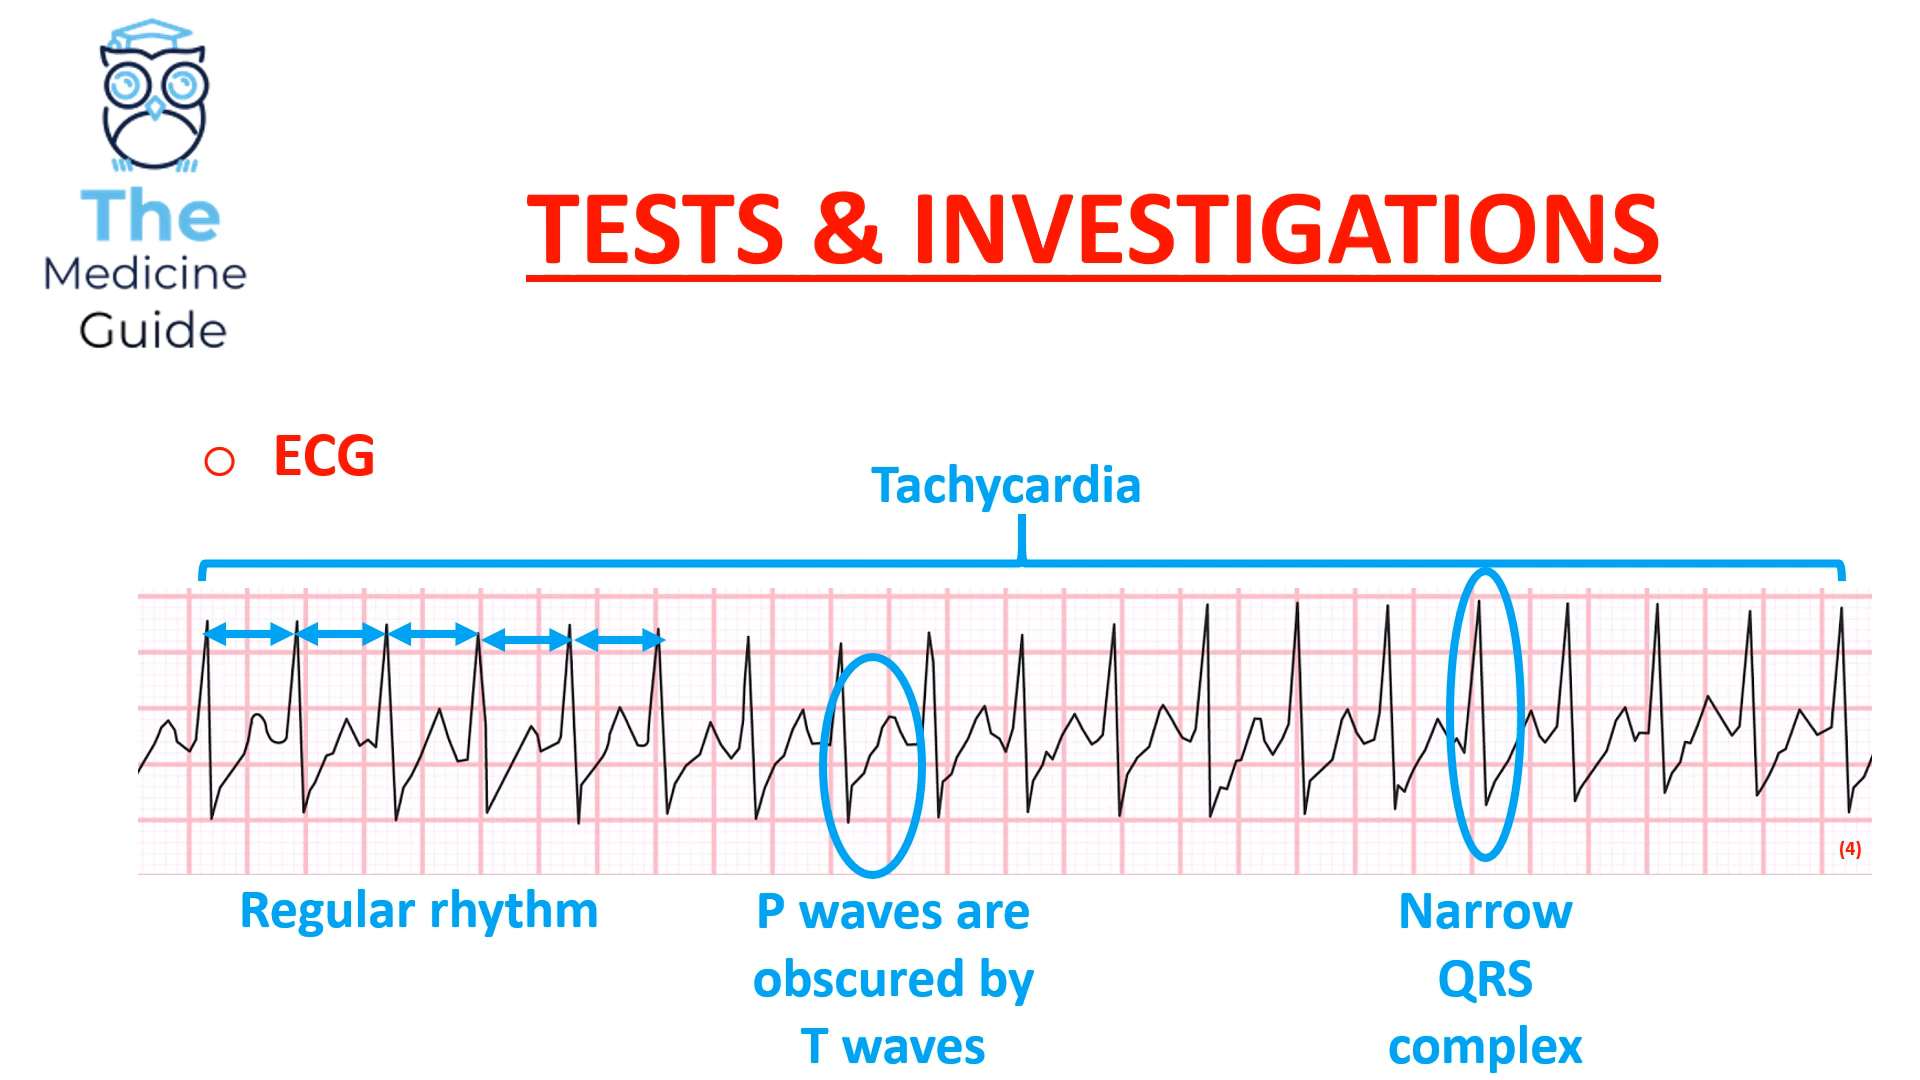 The
Medicine
Guide
TESTS & INVESTIGATIONS
ECG
Tachycardia
(4)
Regular rhythm
P waves are
obscured by
T waves
Narrow
QRS
complex